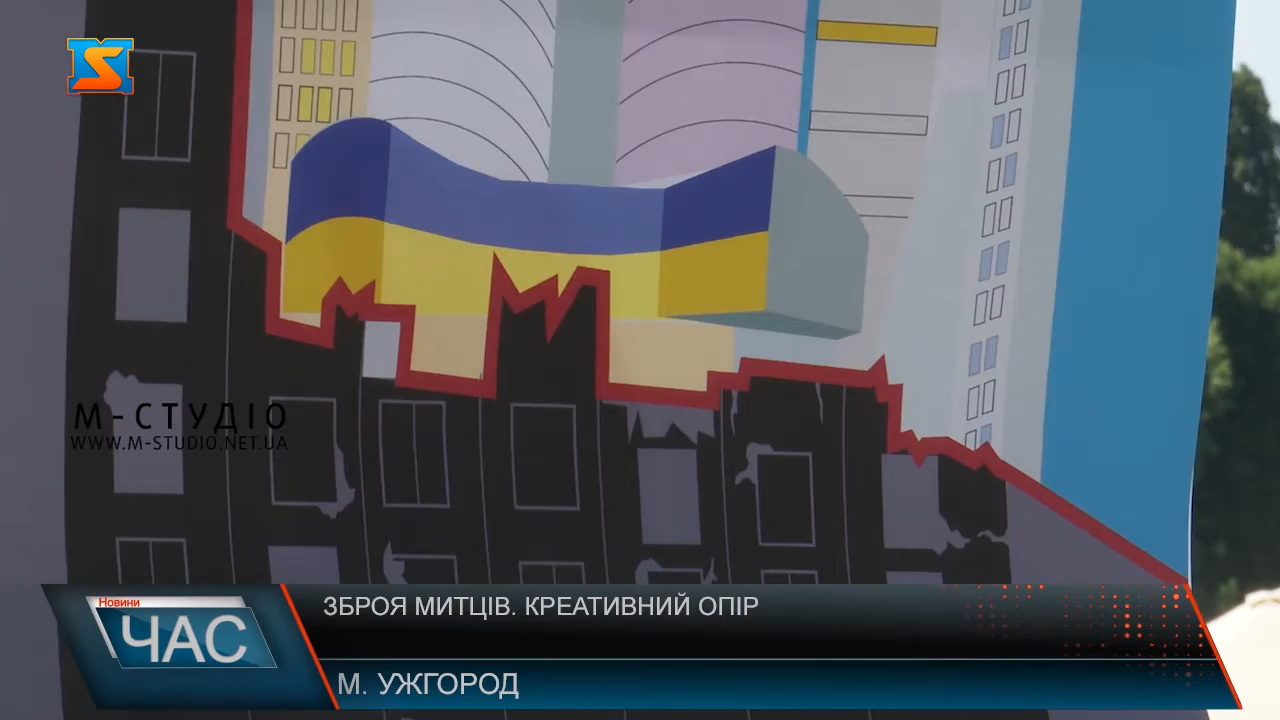 М-СТУДІО
WWW.M-STUDIO.NET.UA
Новини
ЧАС
ЗБРОЯ МИТЦІВ. КРЕАТИВНИЙ ОПІР
М. УЖГОРОД